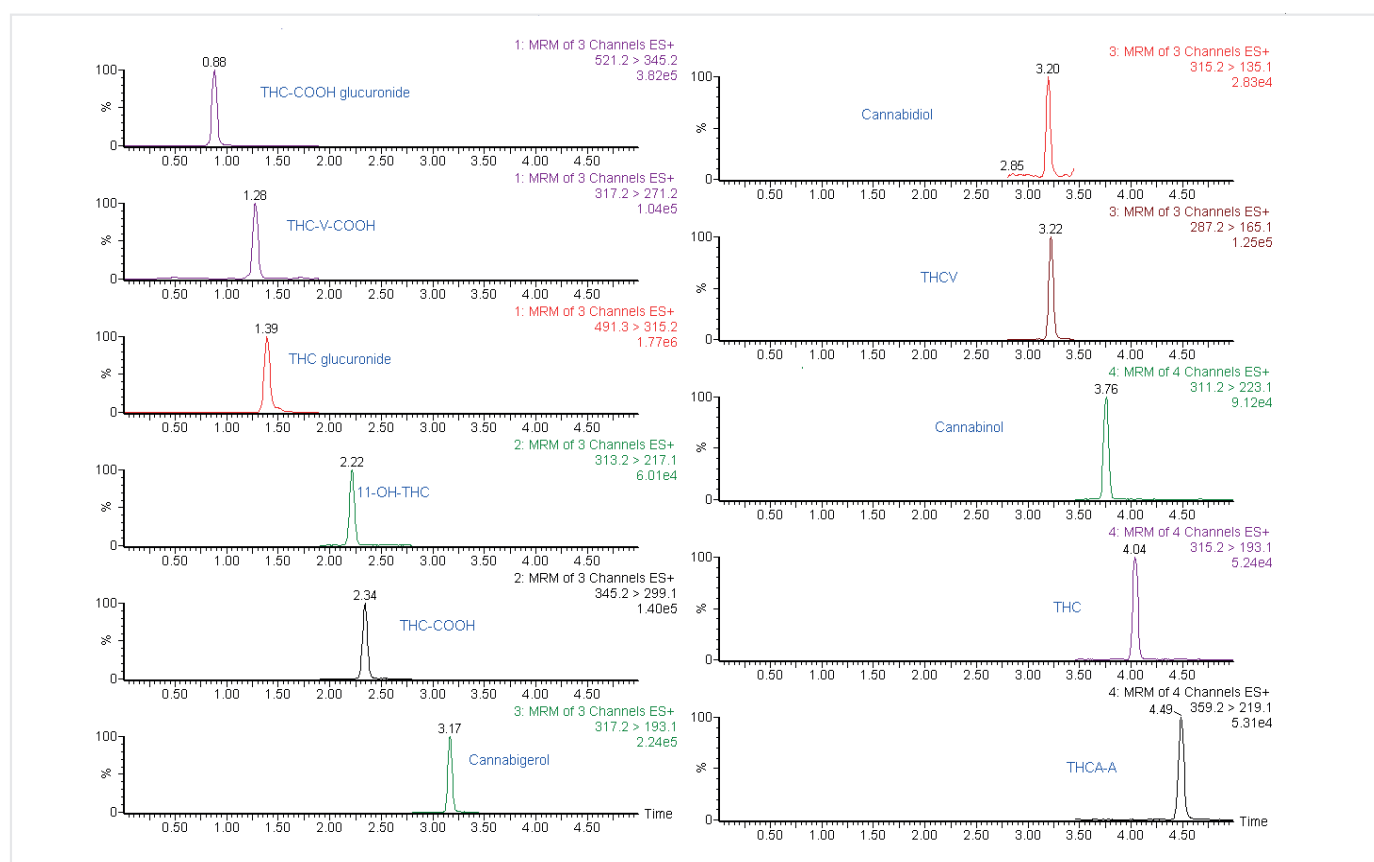 1: MRM of 3 Channels ES+
521.2 > 345.2
3.82e5
0.88
100
THC-COOH glucuronide
%
0
0.50 1.00 1.50 2.00 2.50 3.00 3.50 4.00 4.50
1: MRM of 3 Channels ES+
317.2 > 271.2
1.04e5
1.28
100
THC-V-COOH
%
0
0.50 1.00 1.50 2.00 2.50 3.00 3.50 4.00 4.50
1: MRM of 3 Channels ES+
491.3 > 315.2
1.77e6
1.39
100
THC glucuronide
%
0
0.50 1.00 1.50 2.00 2.50 3.00 3.50 4.00 4.50
2: MRM of 3 Channels ES+
313.2 > 217.1
6.01e4
2.22
100
11-OH-THC
%
0
0.50 1.00 1.50 2.00 2.50 3.00 3.50 4.00 4.50
2: MRM of 3 Channels ES+
345.2 > 299.1
1.40e5
2.34
100
THC-COOH
%
0
0.50 1.00 1.50 2.00 2.50 3.00 3.50 4.00 4.50
3: MRM of 3 Channels ES+
317.2 > 193.1
2.24e5
3.17
100
Cannabigerol
%
0
Time
0.50 1.00 1.50 2.00 2.50 3.00 3.50 4.00 4.50
3: MRM of 3 Channels ES+
315.2 > 135.1
2.83e4
3.20
100
Cannabidiol
%
2.85
0
0.50 1.00 1.50 2.00 2.50 3.00 3.50 4.00 4.50
3: MRM of 3 Channels ES+
287.2 > 165.1
1.25e5
3.22
100
THCV
%
0
0.50 1.00 1.50 2.00 2.50 3.00 3.50 4.00 4.50
4: MRM of 4 Channels ES+
311.2 > 223.1
9.12e4
3.76
100
Cannabinol
%
0
0.50 1.00 1.50 2.00 2.50 3.00 3.50 4.00 4.50
4: MRM of 4 Channels ES+
315.2 > 193.1
5.24e4
4.04
100
THC
%
0
0.50 1.00 1.50 2.00 2.50 3.00 3.50 4.00 4.50
4: MRM of 4 Channels ES+
359.2 > 219.1
5.31e4
4.49
100
THCA-A
%
0
Time
0.50 1.00 1.50 2.00 2.50 3.00 3.50 4.00 4.50